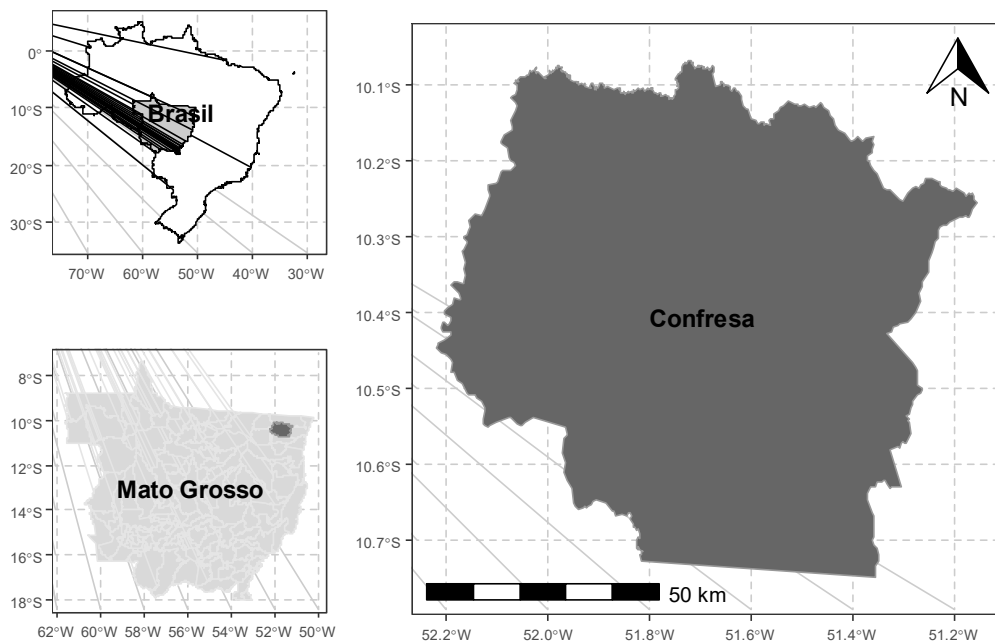 0°
10°S
20°S
30°S
Brasil
70°W 60°W 50°W 40°W 30°W
8°S
10°S
12°S
14°S
16°S
18°S
Mato Grosso
62°W 60°W 58°W 56°W 54°W 52°W 50°W
10.1°S
10.2°S
10.3°S
10.4°S
10.5°S
10.6°S
10.7°S
N
Confresa
50 km
52.2°W 52.0°W 51.8°W 51.6°W 51.4°W 51.2°W